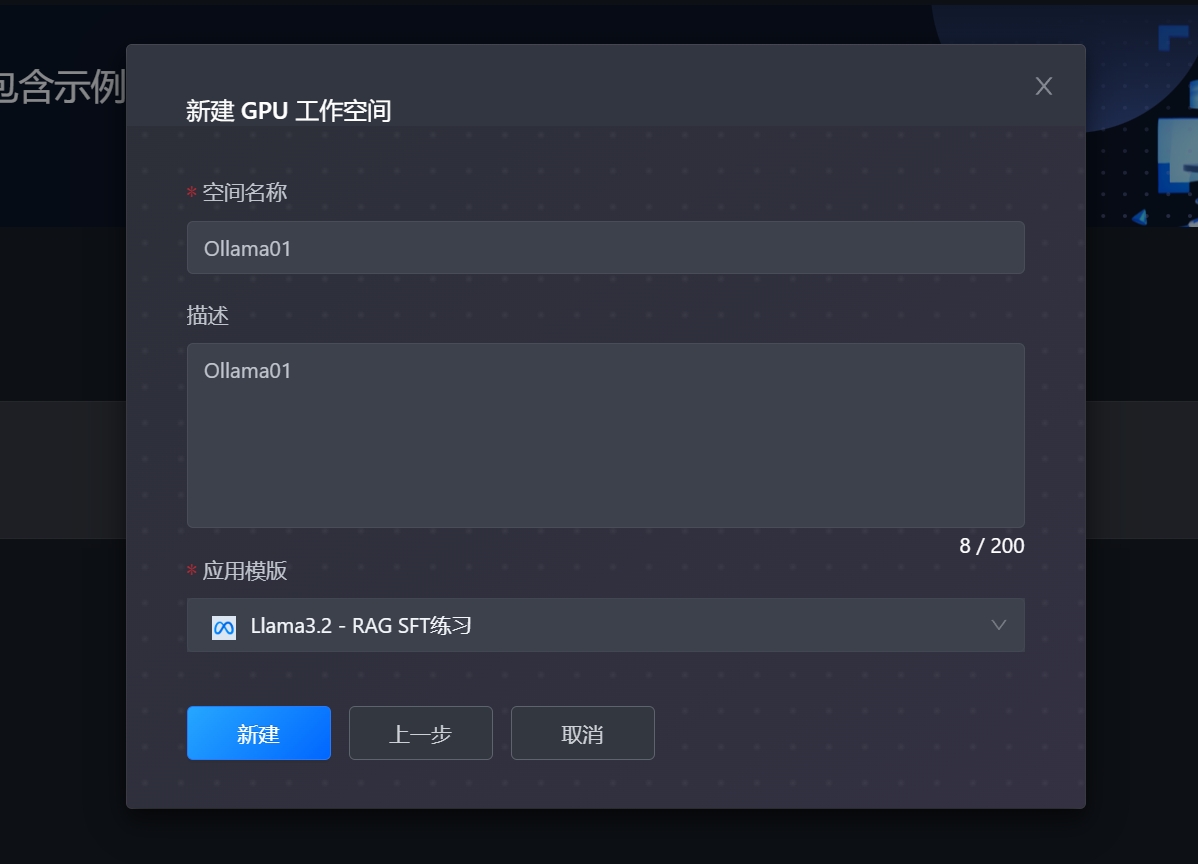 包含示例
新建 GPU 工作空间
* 空间名称
Ollama01
描述
Ollama01
8 / 200
* 应用模版
Llama3.2 - RAG SFT练习
新建 上一步 取消